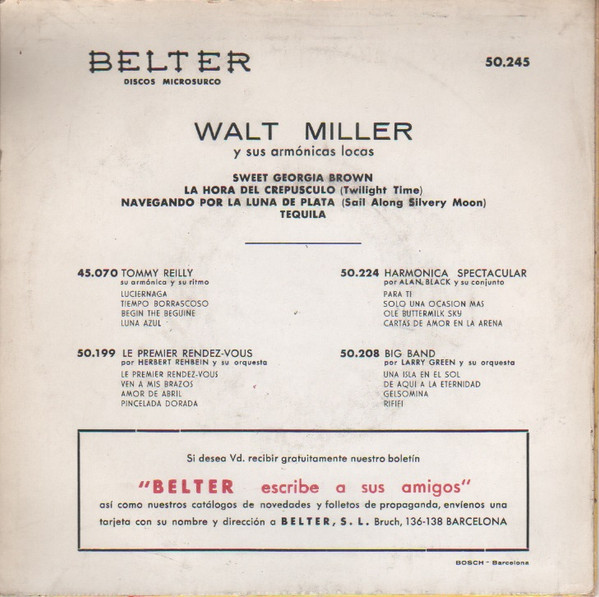 BELTER
DISCOS MICROSURCO
50.245
WALT MILLER
y sus armónicas locas
SWEET GEORGIA BROWN
LA HORA DEL CREPUSCULO (Twilight Time)
NAVEGANDO POR LA LUNA DE PLATA (Sail Along Silvery Moon)
TEQUILA
45.070 TOMMY REILLY
su armónica y su ritmo
LUCIERNAGA
TIEMPO BORRASCOSO
BEGIN THE BEGUINE
LUNA AZUL
50.224 HARMONICA SPECTACULAR
por ALAN BLACK y su conjunto
PARA TI
SOLO UNA OCASION MAS
OLE BUTTERMILK SKY
CARTAS DE AMOR EN LA ARENA
50.199 LE PREMIER RENDEZ-VOUS
por HERBERT REHBEIN y su orquesta
LE PREMIER RENDEZ-VOUS
VEN A MIS BRAZOS
AMOR DE ABRIL
PINCELADA DORADA
50.208 BIG BAND
por LARRY GREEN y su orquesta
UNA ISLA EN EL SOL
DE AQUI A LA ETERNIDAD
GELSOMINA
RIFIFI
Si desea Vd. recibir gratuitamente nuestro boletín
"BELTER escribe a sus amigos"
así como nuestros catálogos de novedades y folletos de propaganda, envíenos una
tarjeta con su nombre y dirección a BELTER, S. L. Bruch, 136-138 BARCELONA
BOSCH - Barcelona